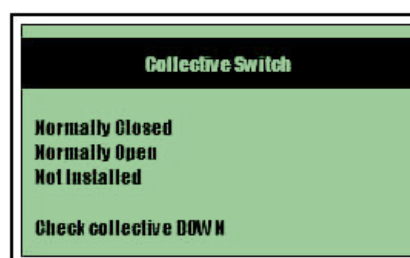 Collective Switch
Normally Closed
Normally Open
Not Installed
Check collective DOWN